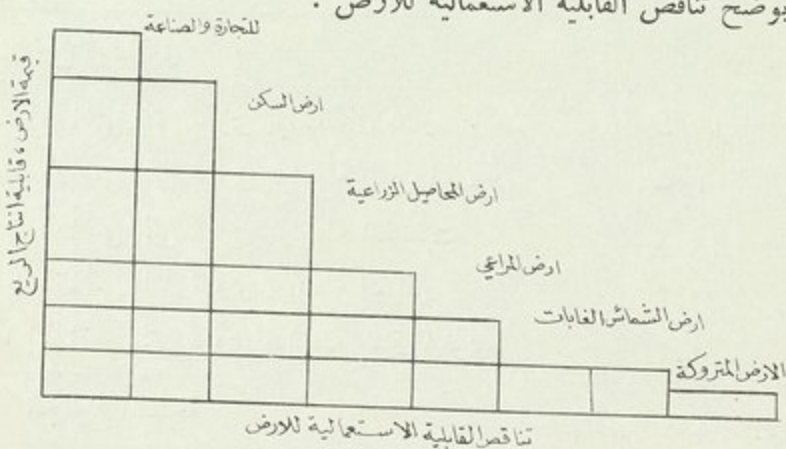 يوضح تناقص القابلية الاستعمالية للارض .
للتجارة والصناعة
ارض السكن
ارض المحاصيل الزراعية
ارض المراعي
ارض الغابات
الارض المتروكة
قيمة الارض، قابلية انتاج الريع
تناقص القابلية الاستعمالية للارض